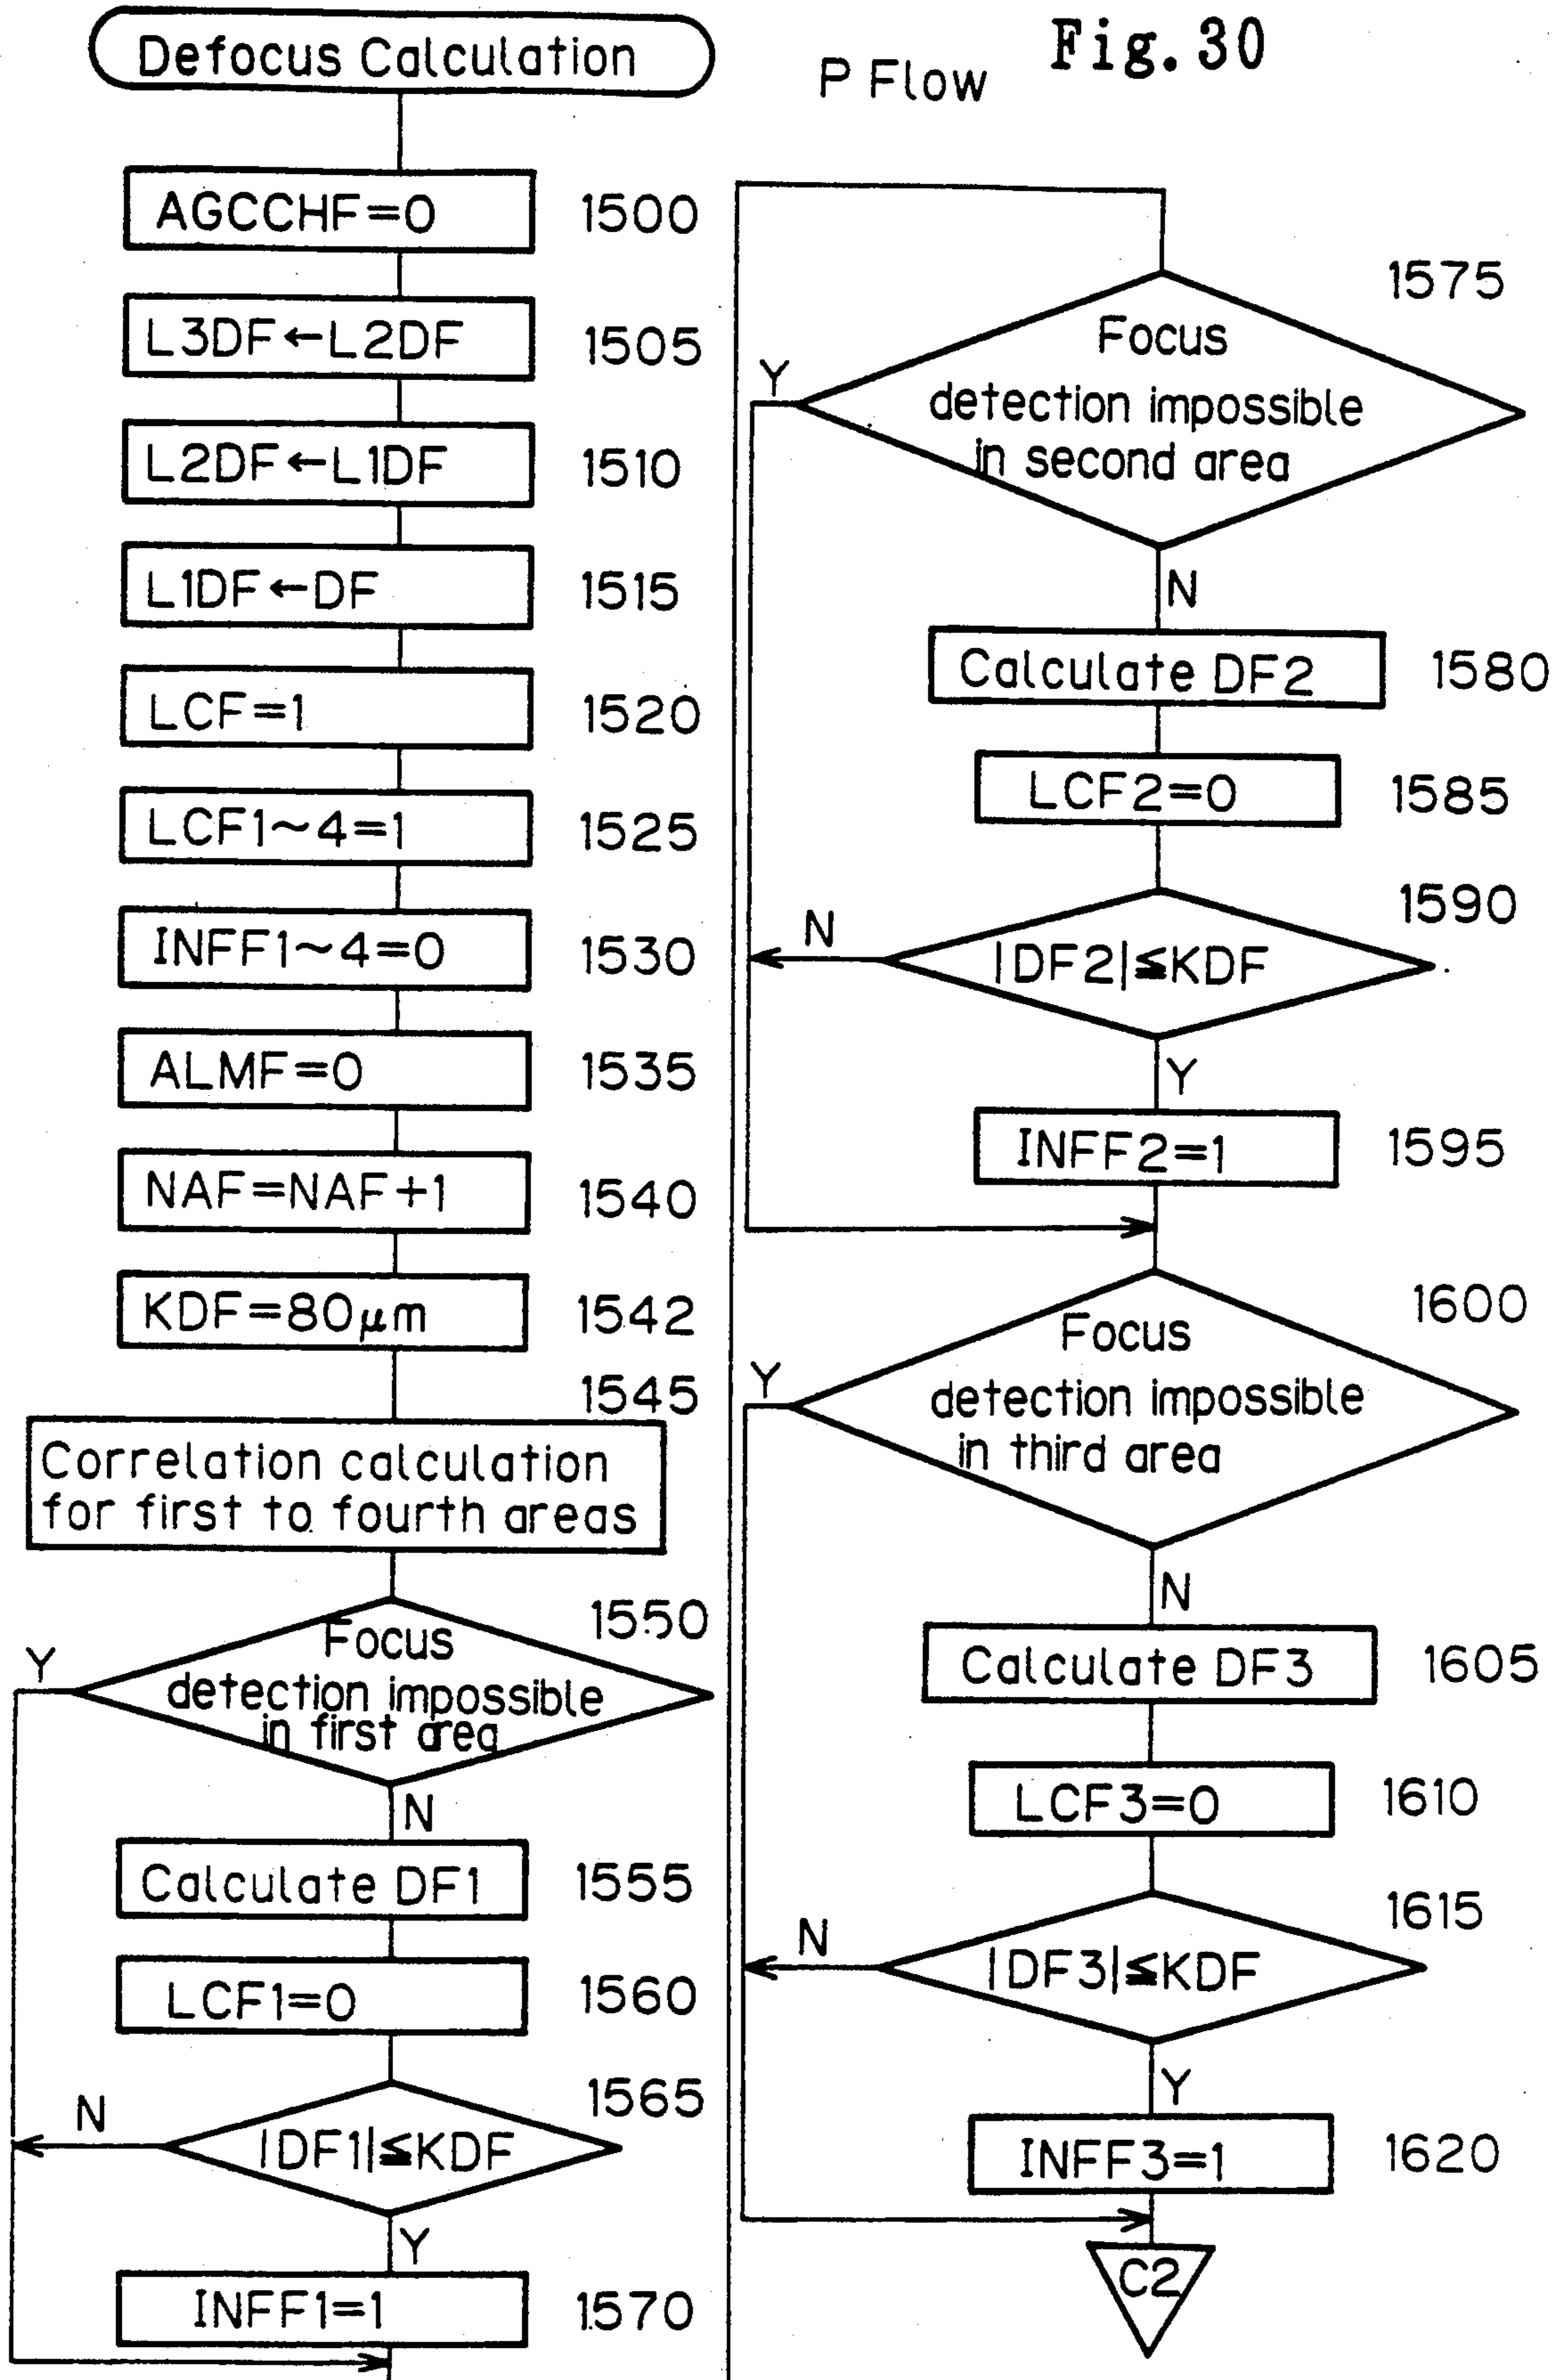 Fig. 30
P Flow
Defocus Calculation
AGCCHF=0 1500
L3DF←L2DF 1505
L2DF←L1DF 1510
L1DF←DF 1515
LCF=1 1520
LCF1~4=1 1525
INFF1~4=0 1530
ALMF=0 1535
NAF=NAF+1 1540
KDF=80μm 1542
1545
Correlation calculation
for first to fourth areas
1550
Focus
detection impossible
in first area
Y
N
Calculate DF1 1555
LCF1=0 1560
1565
|DF1|≦KDF
N
Y
INFF1=1 1570
1575
Focus
detection impossible
in second area
Y
N
Calculate DF2 1580
LCF2=0 1585
1590
|DF2|≦KDF
N
Y
INFF2=1 1595
1600
Focus
detection impossible
in third area
Y
N
Calculate DF3 1605
LCF3=0 1610
1615
|DF3|≦KDF
N
Y
INFF3=1 1620
C2